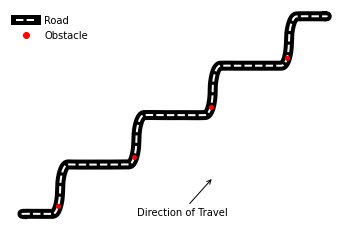 Road
Obstacle
Direction of Travel